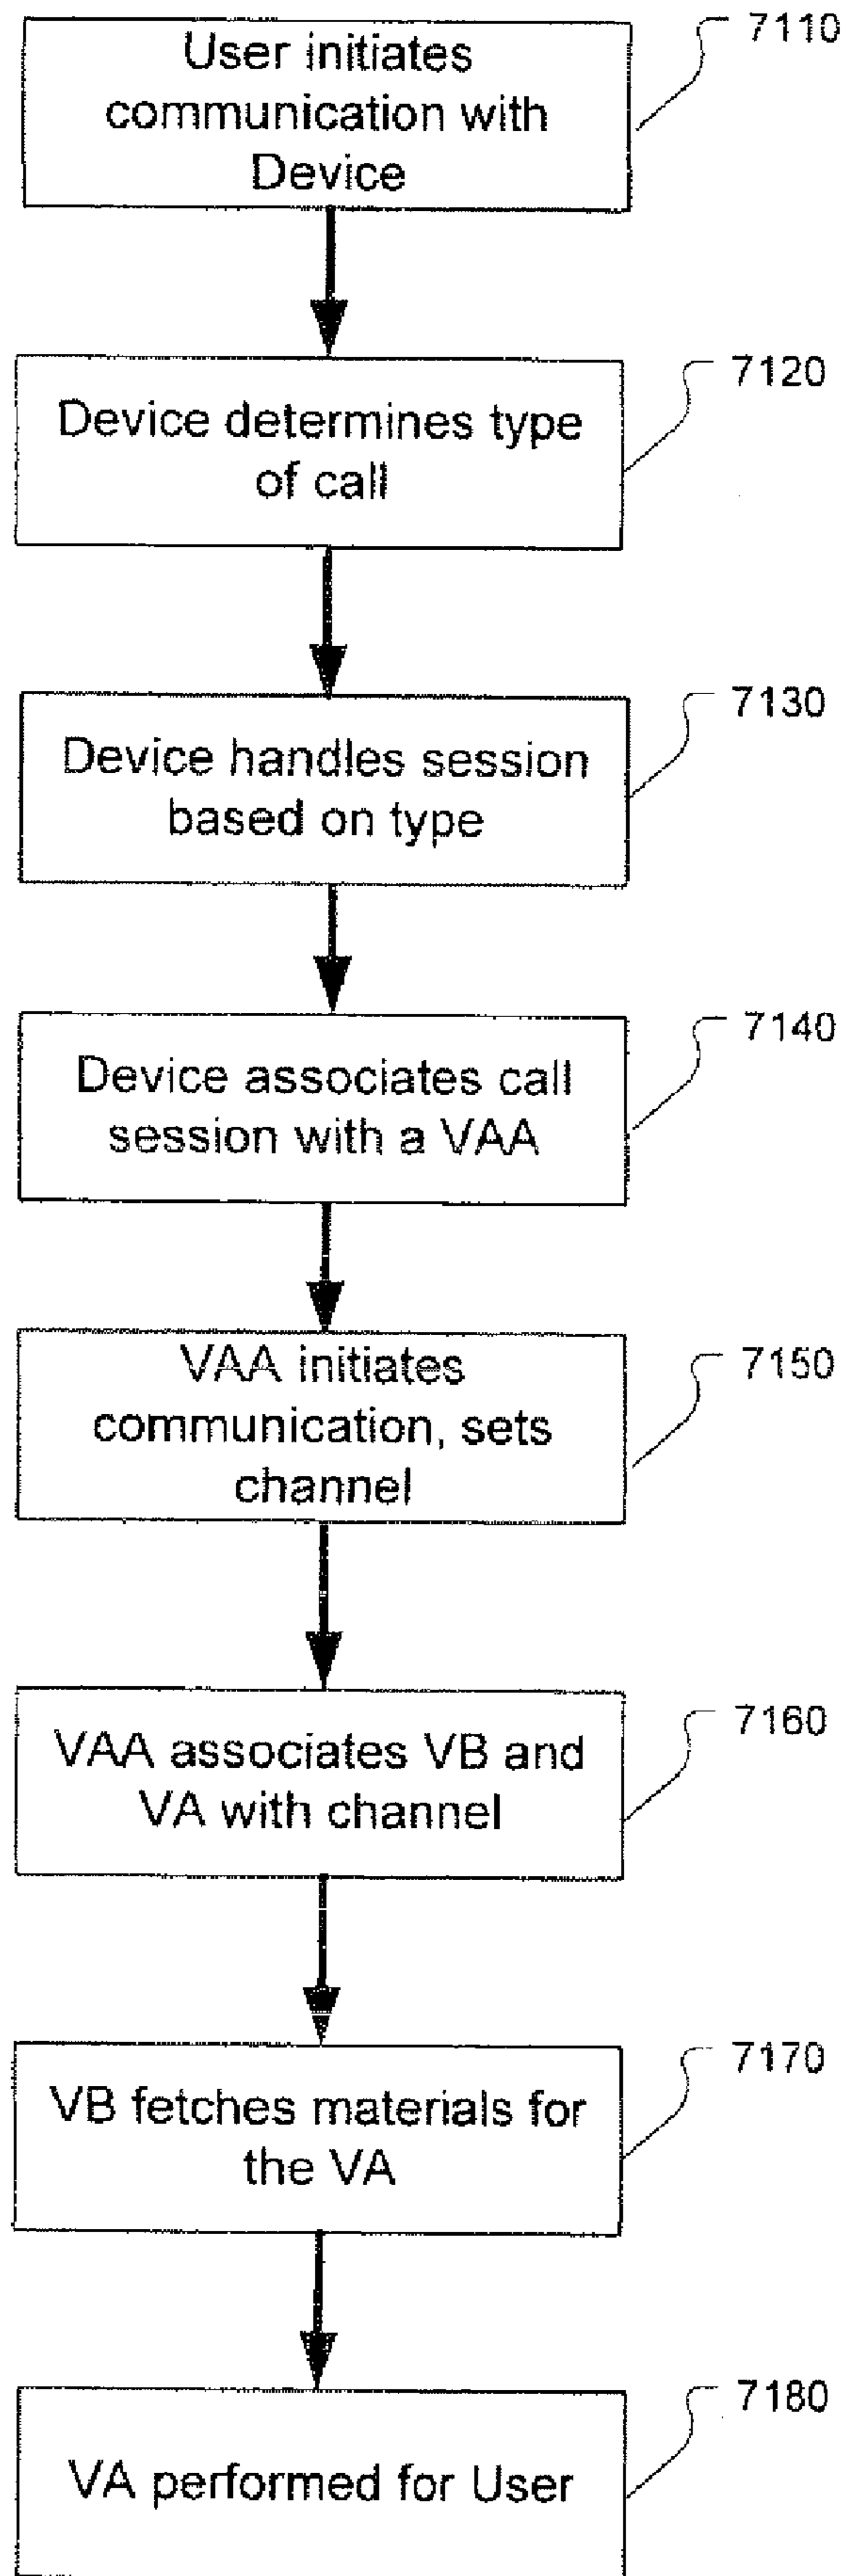 User initiates
communication with
Device
7110
Device determines type
of call
7120
Device handles session
based on type
7130
Device associates call
session with a VAA
7140
VAA initiates
communication, sets
channel
7150
VAA associates VB and
VA with channel
7160
VB fetches materials for
the VA
7170
VA performed for User
7180